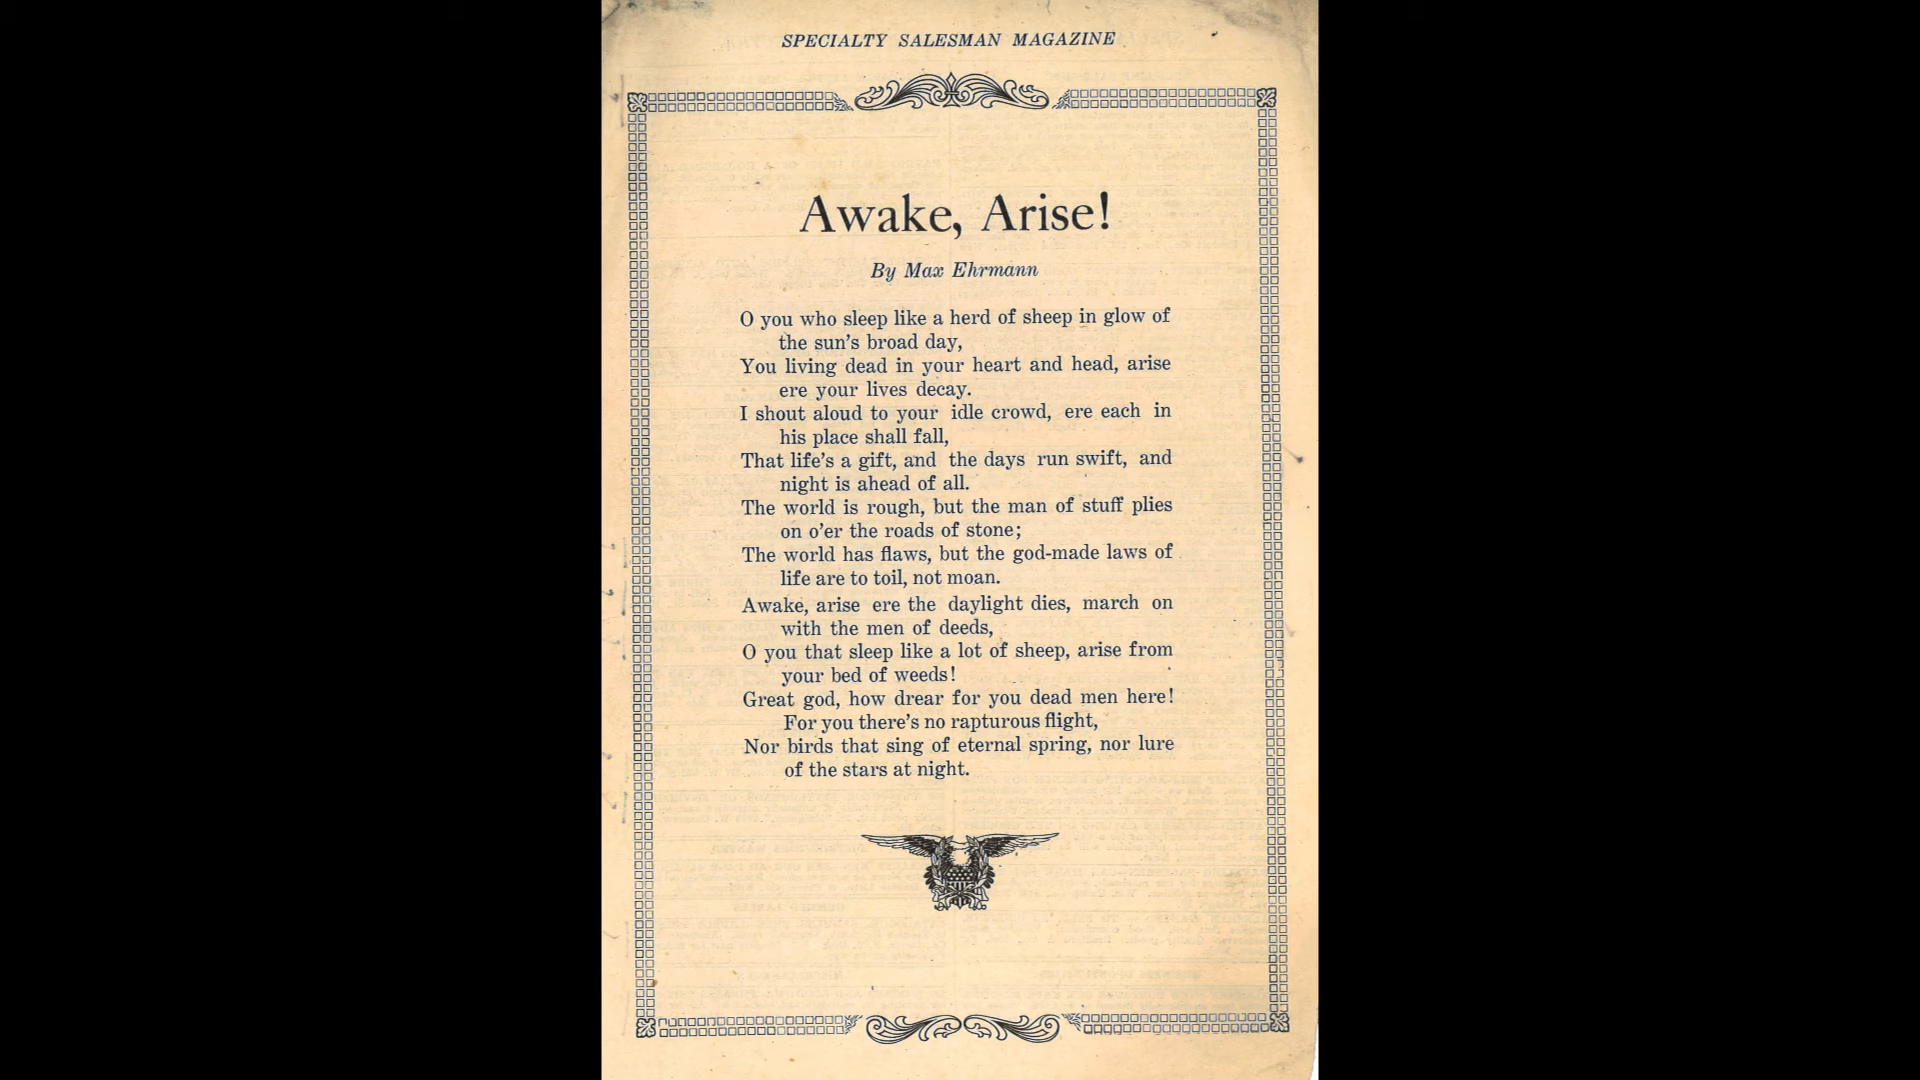 SPECIALTY SALESMAN MAGAZINE
Awake, Arise!
By Max Ehrmann
O you who sleep like a herd of sheep in glow of
the sun's broad day,
You living dead in your heart and head, arise
ere your lives decay.
I shout aloud to your idle crowd, ere each in
his place shall fall,
That life's a gift, and the days run swift, and
night is ahead of all.
The world is rough, but the man of stuff plies
on o'er the roads of stone;
The world has flaws, but the god-made laws of
life are to toil, not moan.
Awake, arise ere the daylight dies, march on
with the men of deeds,
O you that sleep like a lot of sheep, arise from
your bed of weeds!
Great god, how drear for you dead men here!
For you there's no rapturous flight,
Nor birds that sing of eternal spring, nor lure
of the stars at night.